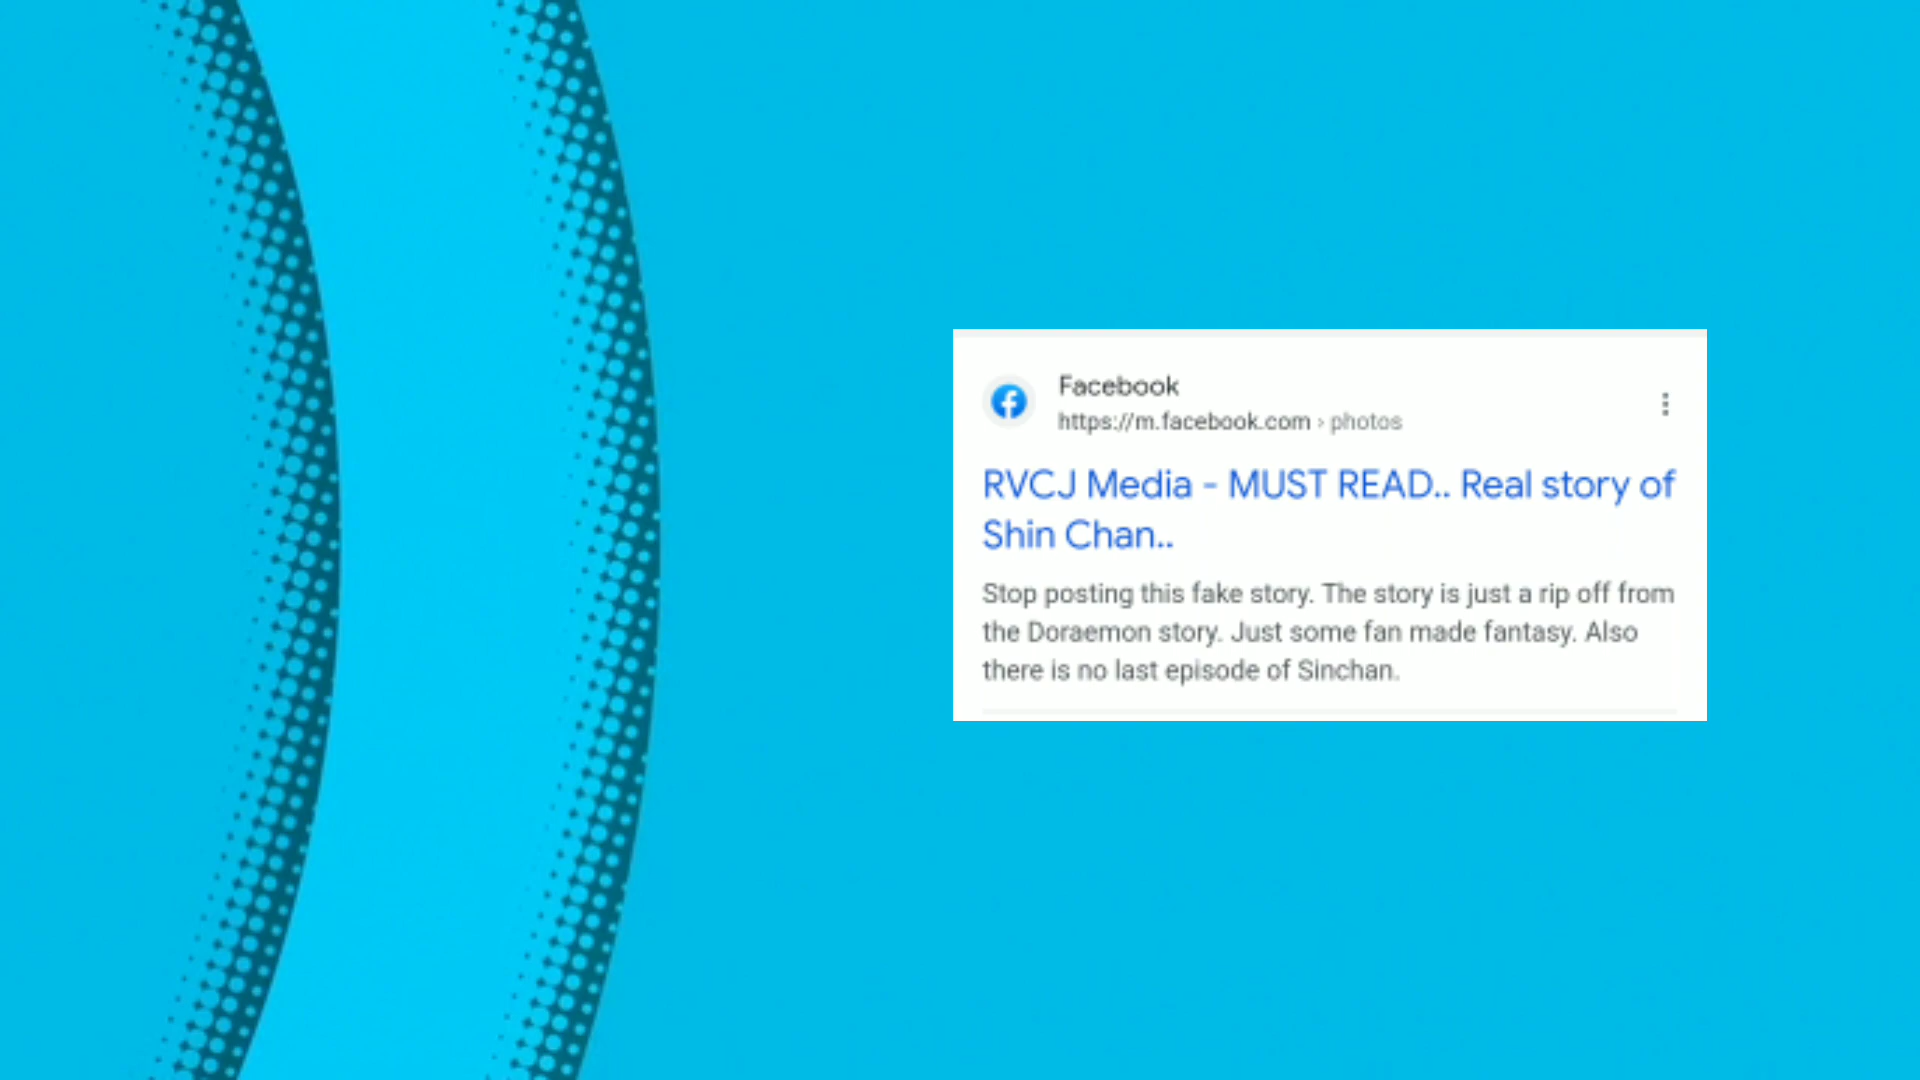 Facebook
https://m.facebook.com › photos
RVCJ Media - MUST READ.. Real story of
Shin Chan..
Stop posting this fake story. The story is just a rip off from
the Doraemon story. Just some fan made fantasy. Also
there is no last episode of Sinchan.